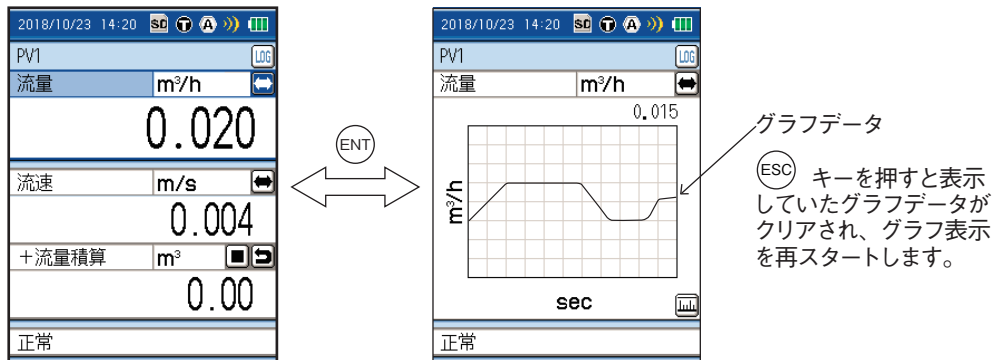 2018/10/23 14:20 SD T A
PV1 LOG
流量 m³/h
0.020
流速 m/s
0.004
+流量積算 m³
0.00
正常
ENT
2018/10/23 14:20 SD T A
PV1 LOG
流量 m³/h
0.015
m³/h
sec
正常
グラフデータ
ESC キーを押すと表示
していたグラフデータが
クリアされ、グラフ表示
を再スタートします。